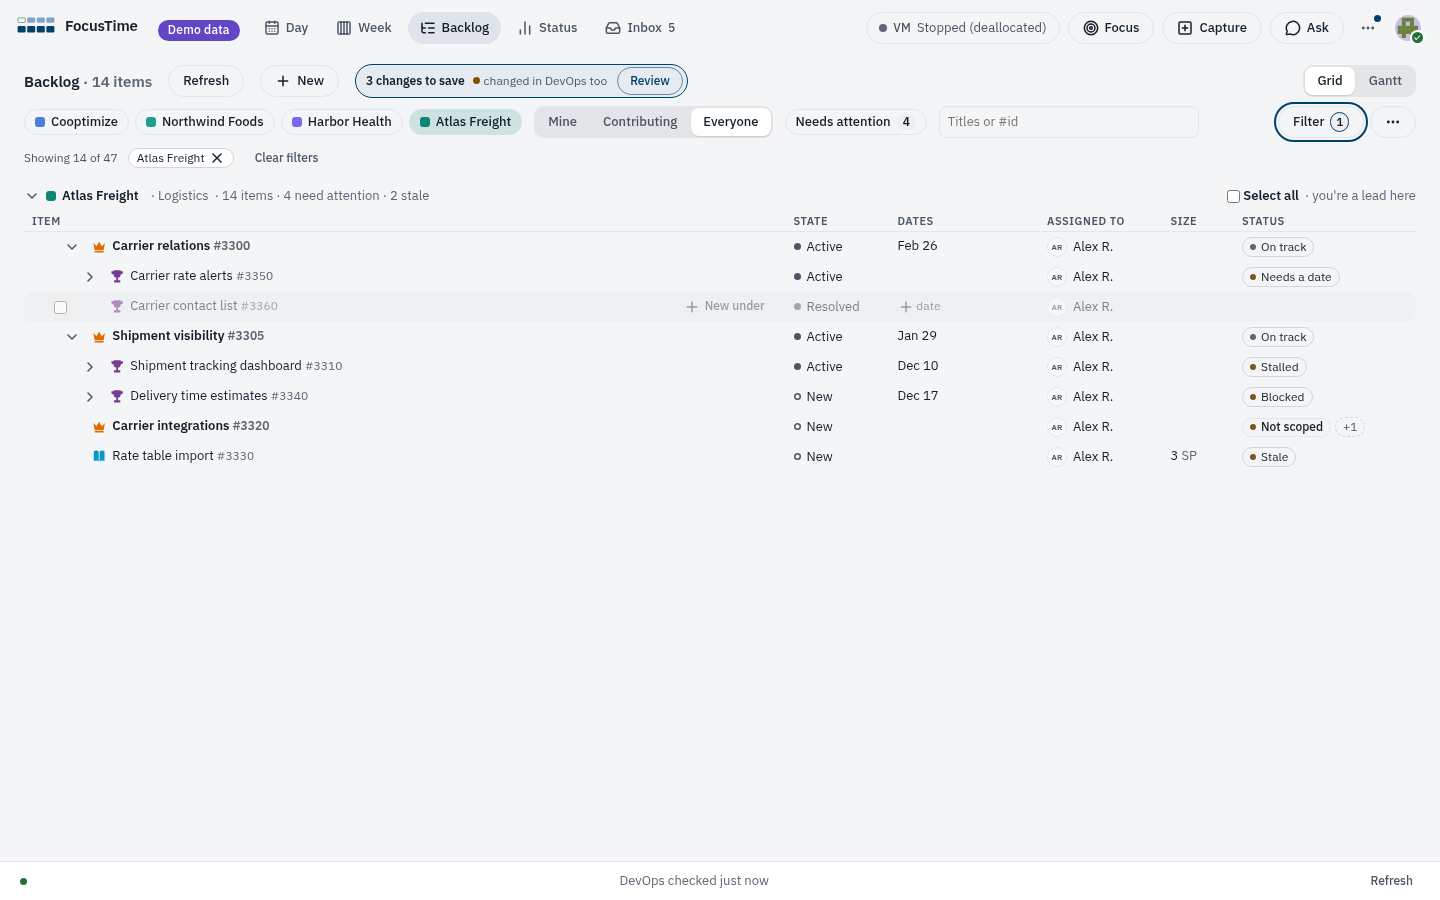 FocusTime
Demo data
Day
Week
Backlog
Status
Inbox 5
VM Stopped (deallocated)
Focus
Capture
Ask
Backlog · 14 items
Refresh
New
3 changes to save
changed in DevOps too
Review
Grid
Gantt
Cooptimize
Northwind Foods
Harbor Health
Atlas Freight
Mine
Contributing
Everyone
Needs attention 4
Titles or #id
Filter 1
Showing 14 of 47
Atlas Freight
Clear filters
Atlas Freight · Logistics · 14 items · 4 need attention · 2 stale
Select all · you're a lead here
ITEM STATE DATES ASSIGNED TO SIZE STATUS
Carrier relations #3300 Active Feb 26 AR Alex R. On track
Carrier rate alerts #3350 Active AR Alex R. Needs a date
Carrier contact list #3360 New under Resolved date AR Alex R.
Shipment visibility #3305 Active Jan 29 AR Alex R. On track
Shipment tracking dashboard #3310 Active Dec 10 AR Alex R. Stalled
Delivery time estimates #3340 New Dec 17 AR Alex R. Blocked
Carrier integrations #3320 New AR Alex R. Not scoped +1
Rate table import #3330 New AR Alex R. 3 SP Stale
DevOps checked just now
Refresh